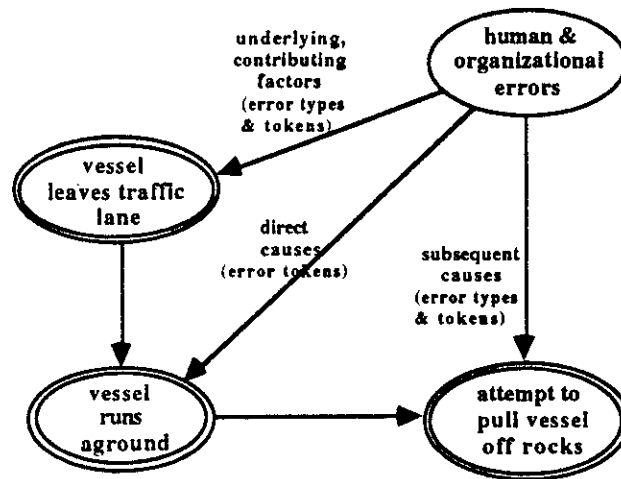 underlying,
contributing
factors
(error types
& tokens)
human &
organizational
errors
vessel
leaves traffic
lane
direct
causes
(error tokens)
subsequent
causes
(error types
& tokens)
vessel
runs
aground
attempt to
pull vessel
off rocks